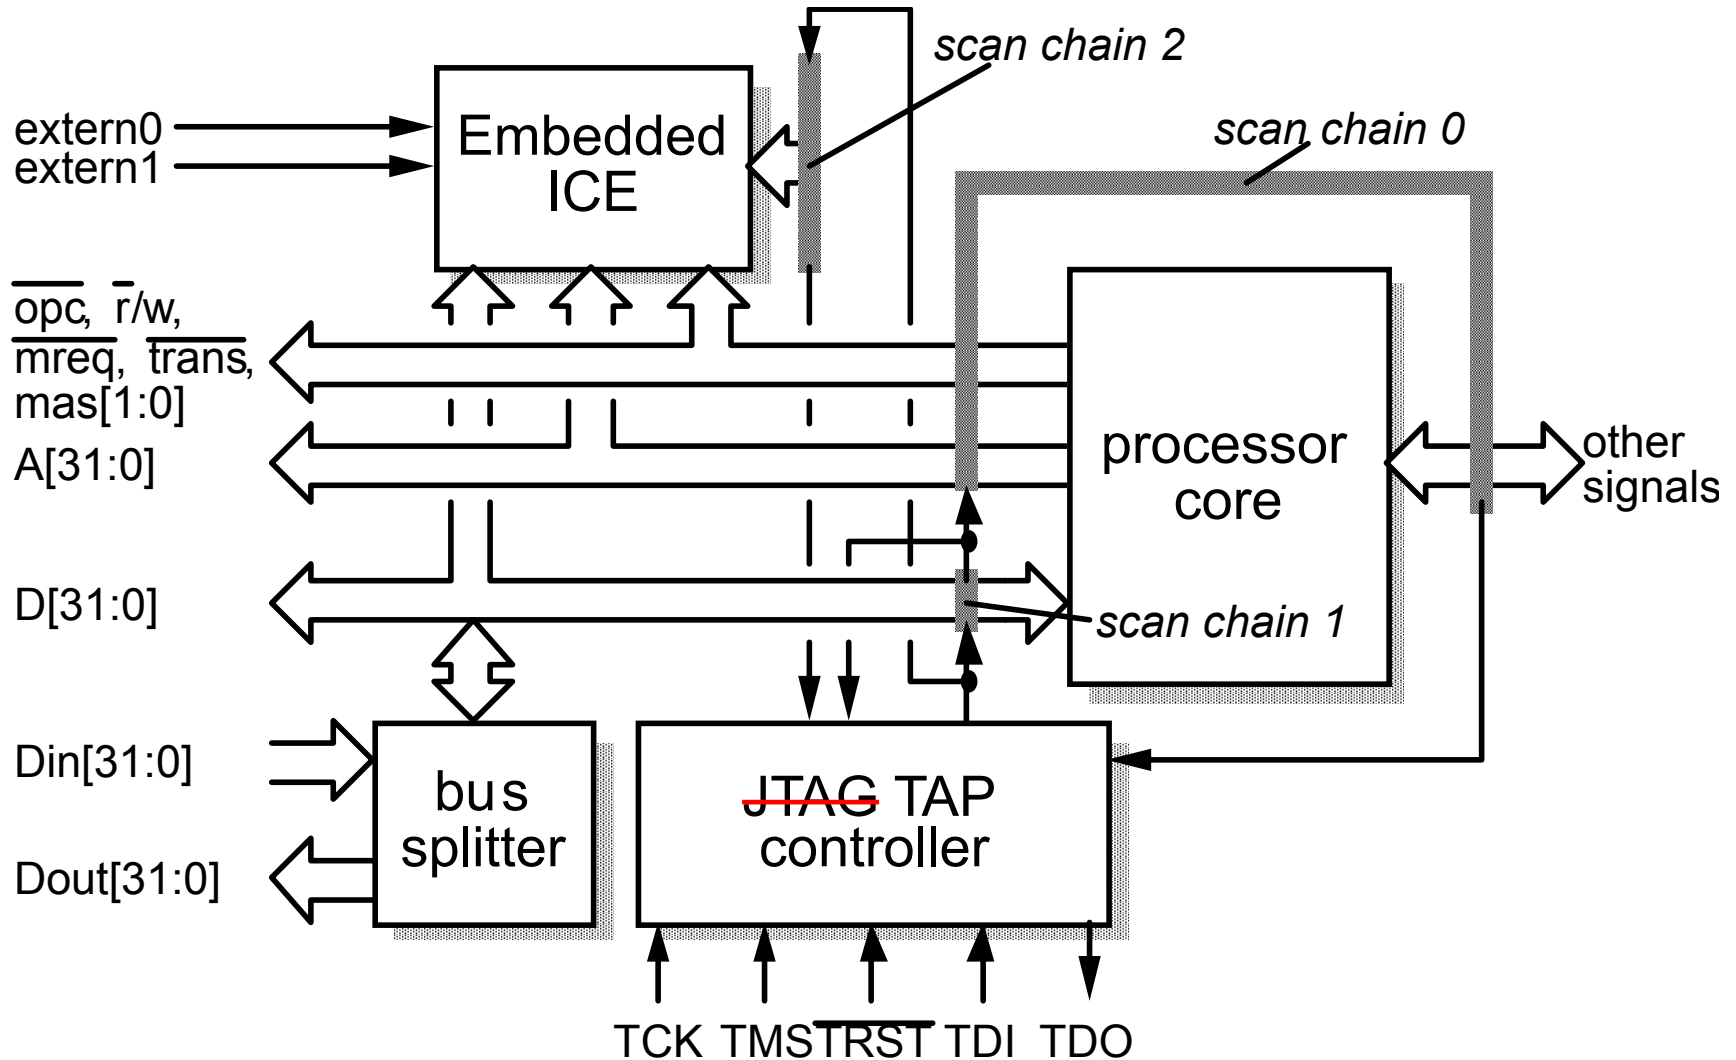 scan chain 2
Embedded
ICE
extern0
extern1
scan chain 0
opc, r/w,
mreq, trans,
mas[1:0]
A[31:0]
processor
core
other
signals
D[31:0]
scan chain 1
Din[31:0]
bus
splitter
Dout[31:0]
JTAG TAP
controller
TCK TMS TRST TDI TDO